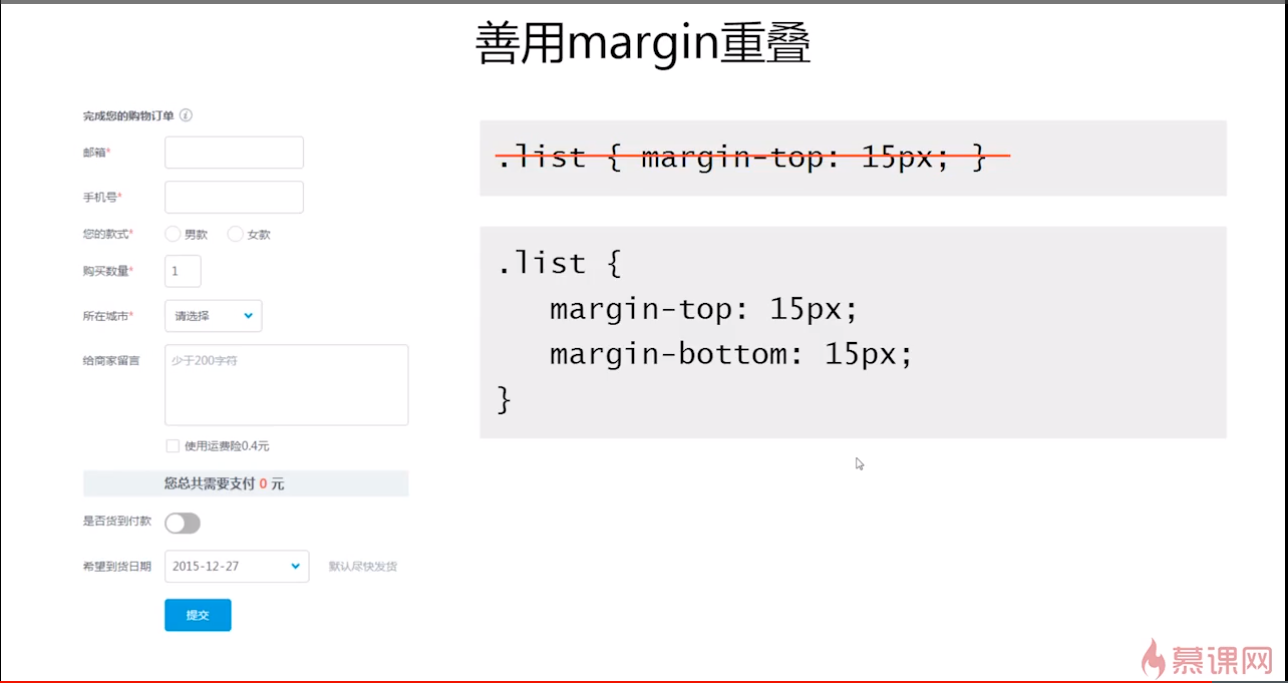 善用margin重叠
完成您的购物订单 i
邮箱*
手机号*
您的款式* 男款 女款
购买数量* 1
所在城市* 请选择
给商家留言 少于200字符
使用运费险0.4元
您总共需要支付 0 元
是否货到付款
希望到货日期 2015-12-27 默认尽快发货
提交
.list { margin-top: 15px; }
.list {
margin-top: 15px;
margin-bottom: 15px;
}
慕课网